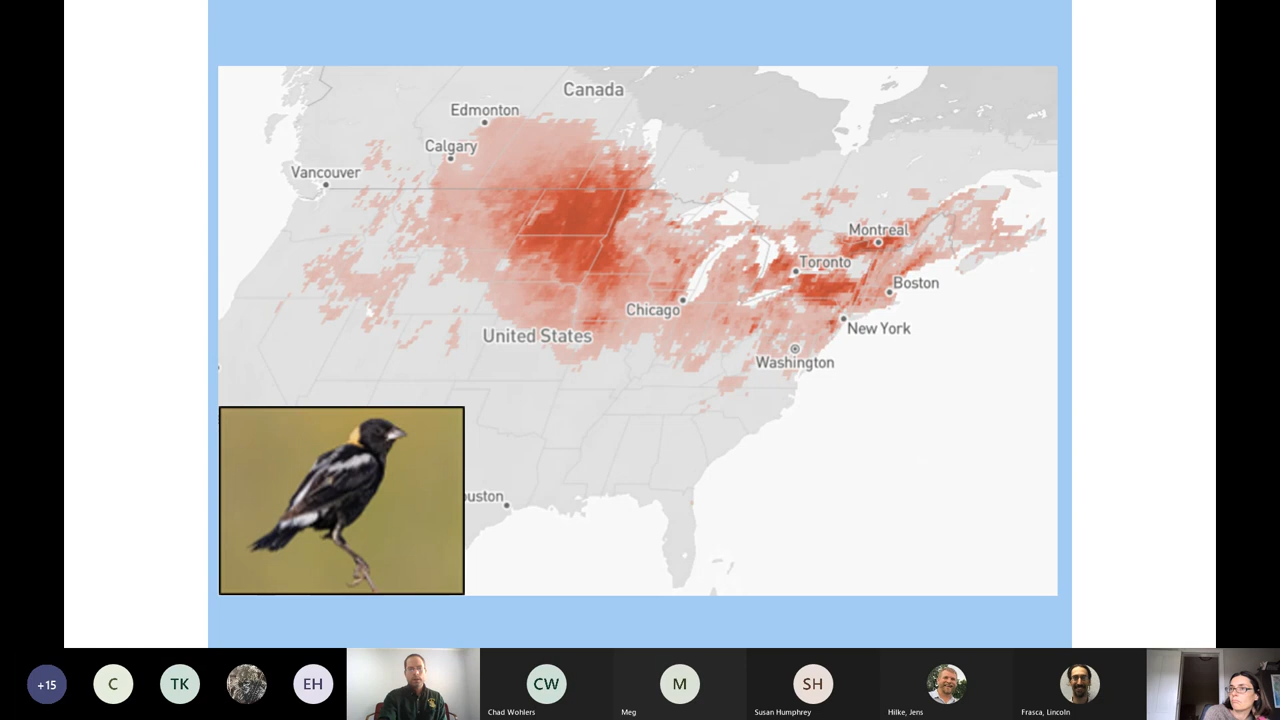 Canada
Edmonton
Calgary
Vancouver
Montreal
Toronto
Boston
Chicago
New York
United States
Washington
uston
+15
C
TK
EH
CW
Chad Wohlers
M
Meg
SH
Susan Humphrey
Hilke, Jens
Frasca, Lincoln